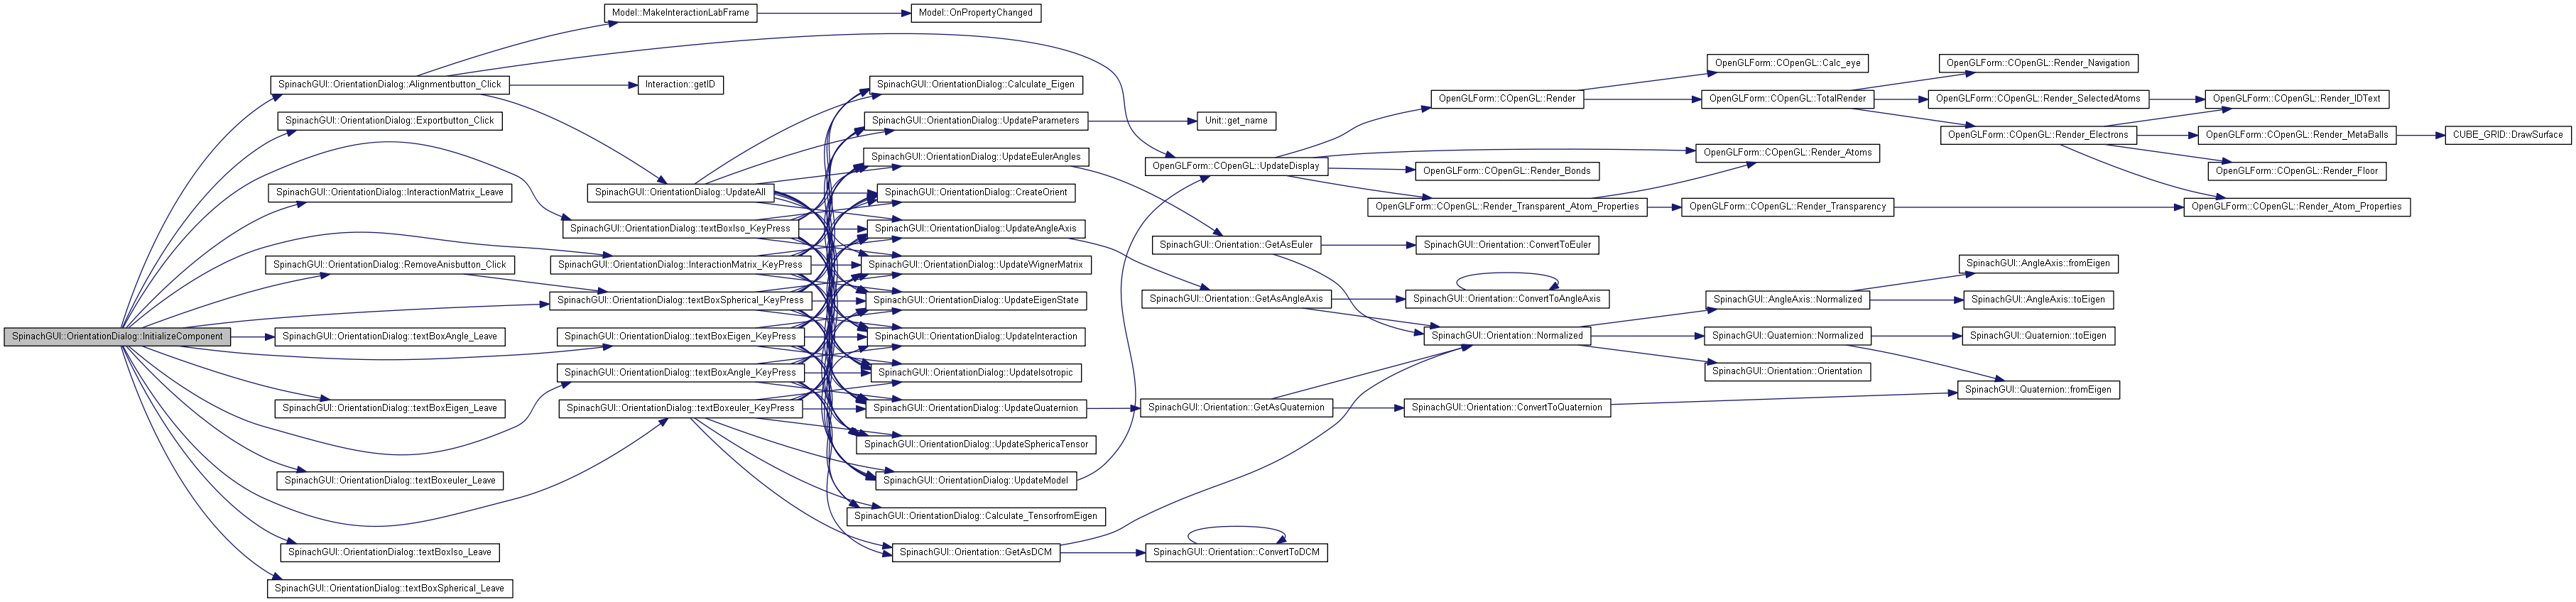 Model::MakeInteractionLabFrame
Model::OnPropertyChanged
SpinachGUI::OrientationDialog::Alignmentbutton_Click
Interaction::getID
SpinachGUI::OrientationDialog::Calculate_Eigen
OpenGLForm::COpenGL::Calc_eye
OpenGLForm::COpenGL::Render_Navigation
OpenGLForm::COpenGL::Render
OpenGLForm::COpenGL::TotalRender
OpenGLForm::COpenGL::Render_SelectedAtoms
OpenGLForm::COpenGL::Render_IDText
SpinachGUI::OrientationDialog::Exportbutton_Click
SpinachGUI::OrientationDialog::UpdateParameters
Unit::get_name
OpenGLForm::COpenGL::Render_Electrons
OpenGLForm::COpenGL::Render_MetaBalls
CUBE_GRID::DrawSurface
SpinachGUI::OrientationDialog::UpdateEulerAngles
OpenGLForm::COpenGL::UpdateDisplay
OpenGLForm::COpenGL::Render_Atoms
OpenGLForm::COpenGL::Render_Bonds
OpenGLForm::COpenGL::Render_Floor
SpinachGUI::OrientationDialog::InteractionMatrix_Leave
SpinachGUI::OrientationDialog::UpdateAll
SpinachGUI::OrientationDialog::CreateOrient
OpenGLForm::COpenGL::Render_Transparent_Atom_Properties
OpenGLForm::COpenGL::Render_Transparency
OpenGLForm::COpenGL::Render_Atom_Properties
SpinachGUI::OrientationDialog::textBoxIso_KeyPress
SpinachGUI::OrientationDialog::UpdateAngleAxis
SpinachGUI::Orientation::GetAsEuler
SpinachGUI::Orientation::ConvertToEuler
SpinachGUI::OrientationDialog::RemoveAnisbutton_Click
SpinachGUI::OrientationDialog::InteractionMatrix_KeyPress
SpinachGUI::OrientationDialog::UpdateWignerMatrix
SpinachGUI::AngleAxis::fromEigen
SpinachGUI::OrientationDialog::textBoxSpherical_KeyPress
SpinachGUI::OrientationDialog::UpdateEigenState
SpinachGUI::Orientation::GetAsAngleAxis
SpinachGUI::Orientation::ConvertToAngleAxis
SpinachGUI::AngleAxis::Normalized
SpinachGUI::AngleAxis::toEigen
SpinachGUI::OrientationDialog::InitializeComponent
SpinachGUI::OrientationDialog::textBoxAngle_Leave
SpinachGUI::OrientationDialog::textBoxEigen_KeyPress
SpinachGUI::OrientationDialog::UpdateInteraction
SpinachGUI::Orientation::Normalized
SpinachGUI::Quaternion::Normalized
SpinachGUI::Quaternion::toEigen
SpinachGUI::OrientationDialog::textBoxAngle_KeyPress
SpinachGUI::OrientationDialog::UpdateIsotropic
SpinachGUI::Orientation::Orientation
SpinachGUI::Quaternion::fromEigen
SpinachGUI::OrientationDialog::textBoxEigen_Leave
SpinachGUI::OrientationDialog::textBoxeuler_KeyPress
SpinachGUI::OrientationDialog::UpdateQuaternion
SpinachGUI::Orientation::GetAsQuaternion
SpinachGUI::Orientation::ConvertToQuaternion
SpinachGUI::OrientationDialog::UpdateSphericaTensor
SpinachGUI::OrientationDialog::textBoxeuler_Leave
SpinachGUI::OrientationDialog::UpdateModel
SpinachGUI::OrientationDialog::Calculate_TensorfromEigen
SpinachGUI::OrientationDialog::textBoxIso_Leave
SpinachGUI::Orientation::GetAsDCM
SpinachGUI::Orientation::ConvertToDCM
SpinachGUI::OrientationDialog::textBoxSpherical_Leave